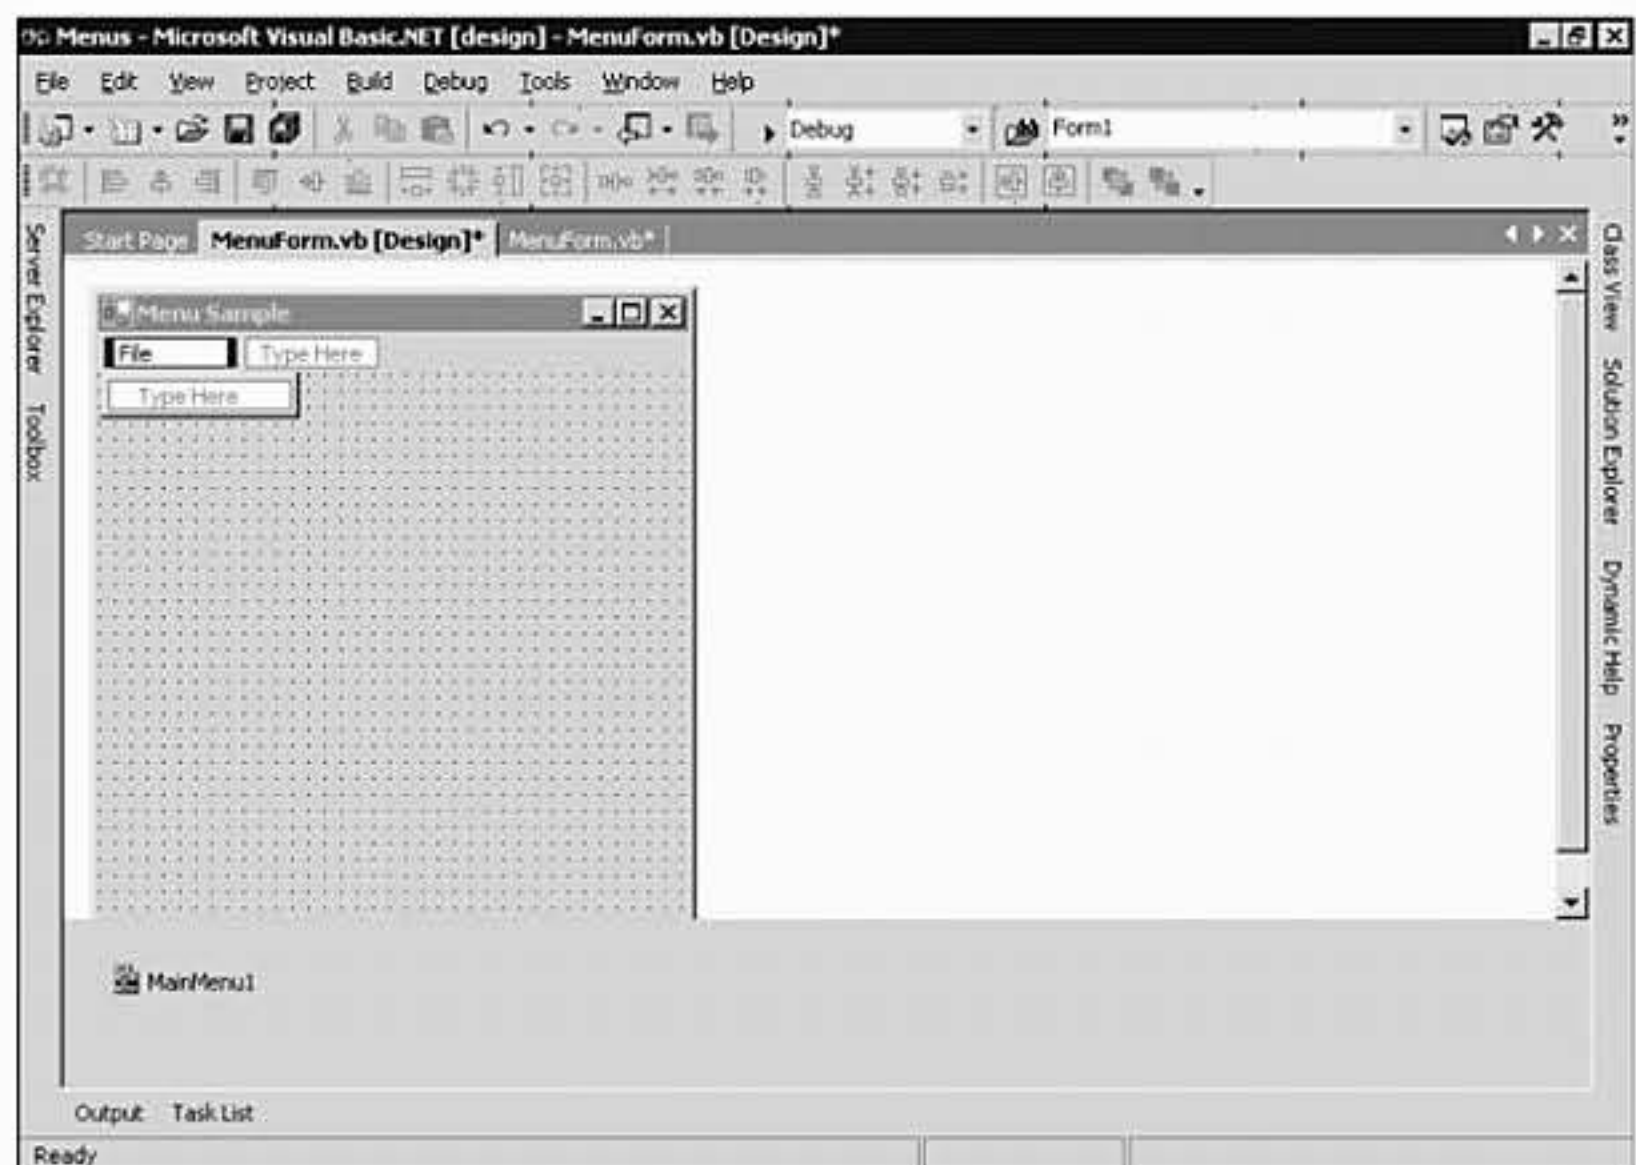 Menus - Microsoft Visual Basic.NET [design] - MenuForm.vb [Design]*
File Edit View Project Build Debug Tools Window Help
Debug Form1
Start Page MenuForm.vb [Design]* MenuForm.vb*
Server Explorer
Toolbox
Menu Sample
File Type Here
Type Here
Class View
Solution Explorer
Dynamic Help
Properties
MainMenu1
Output Task List
Ready